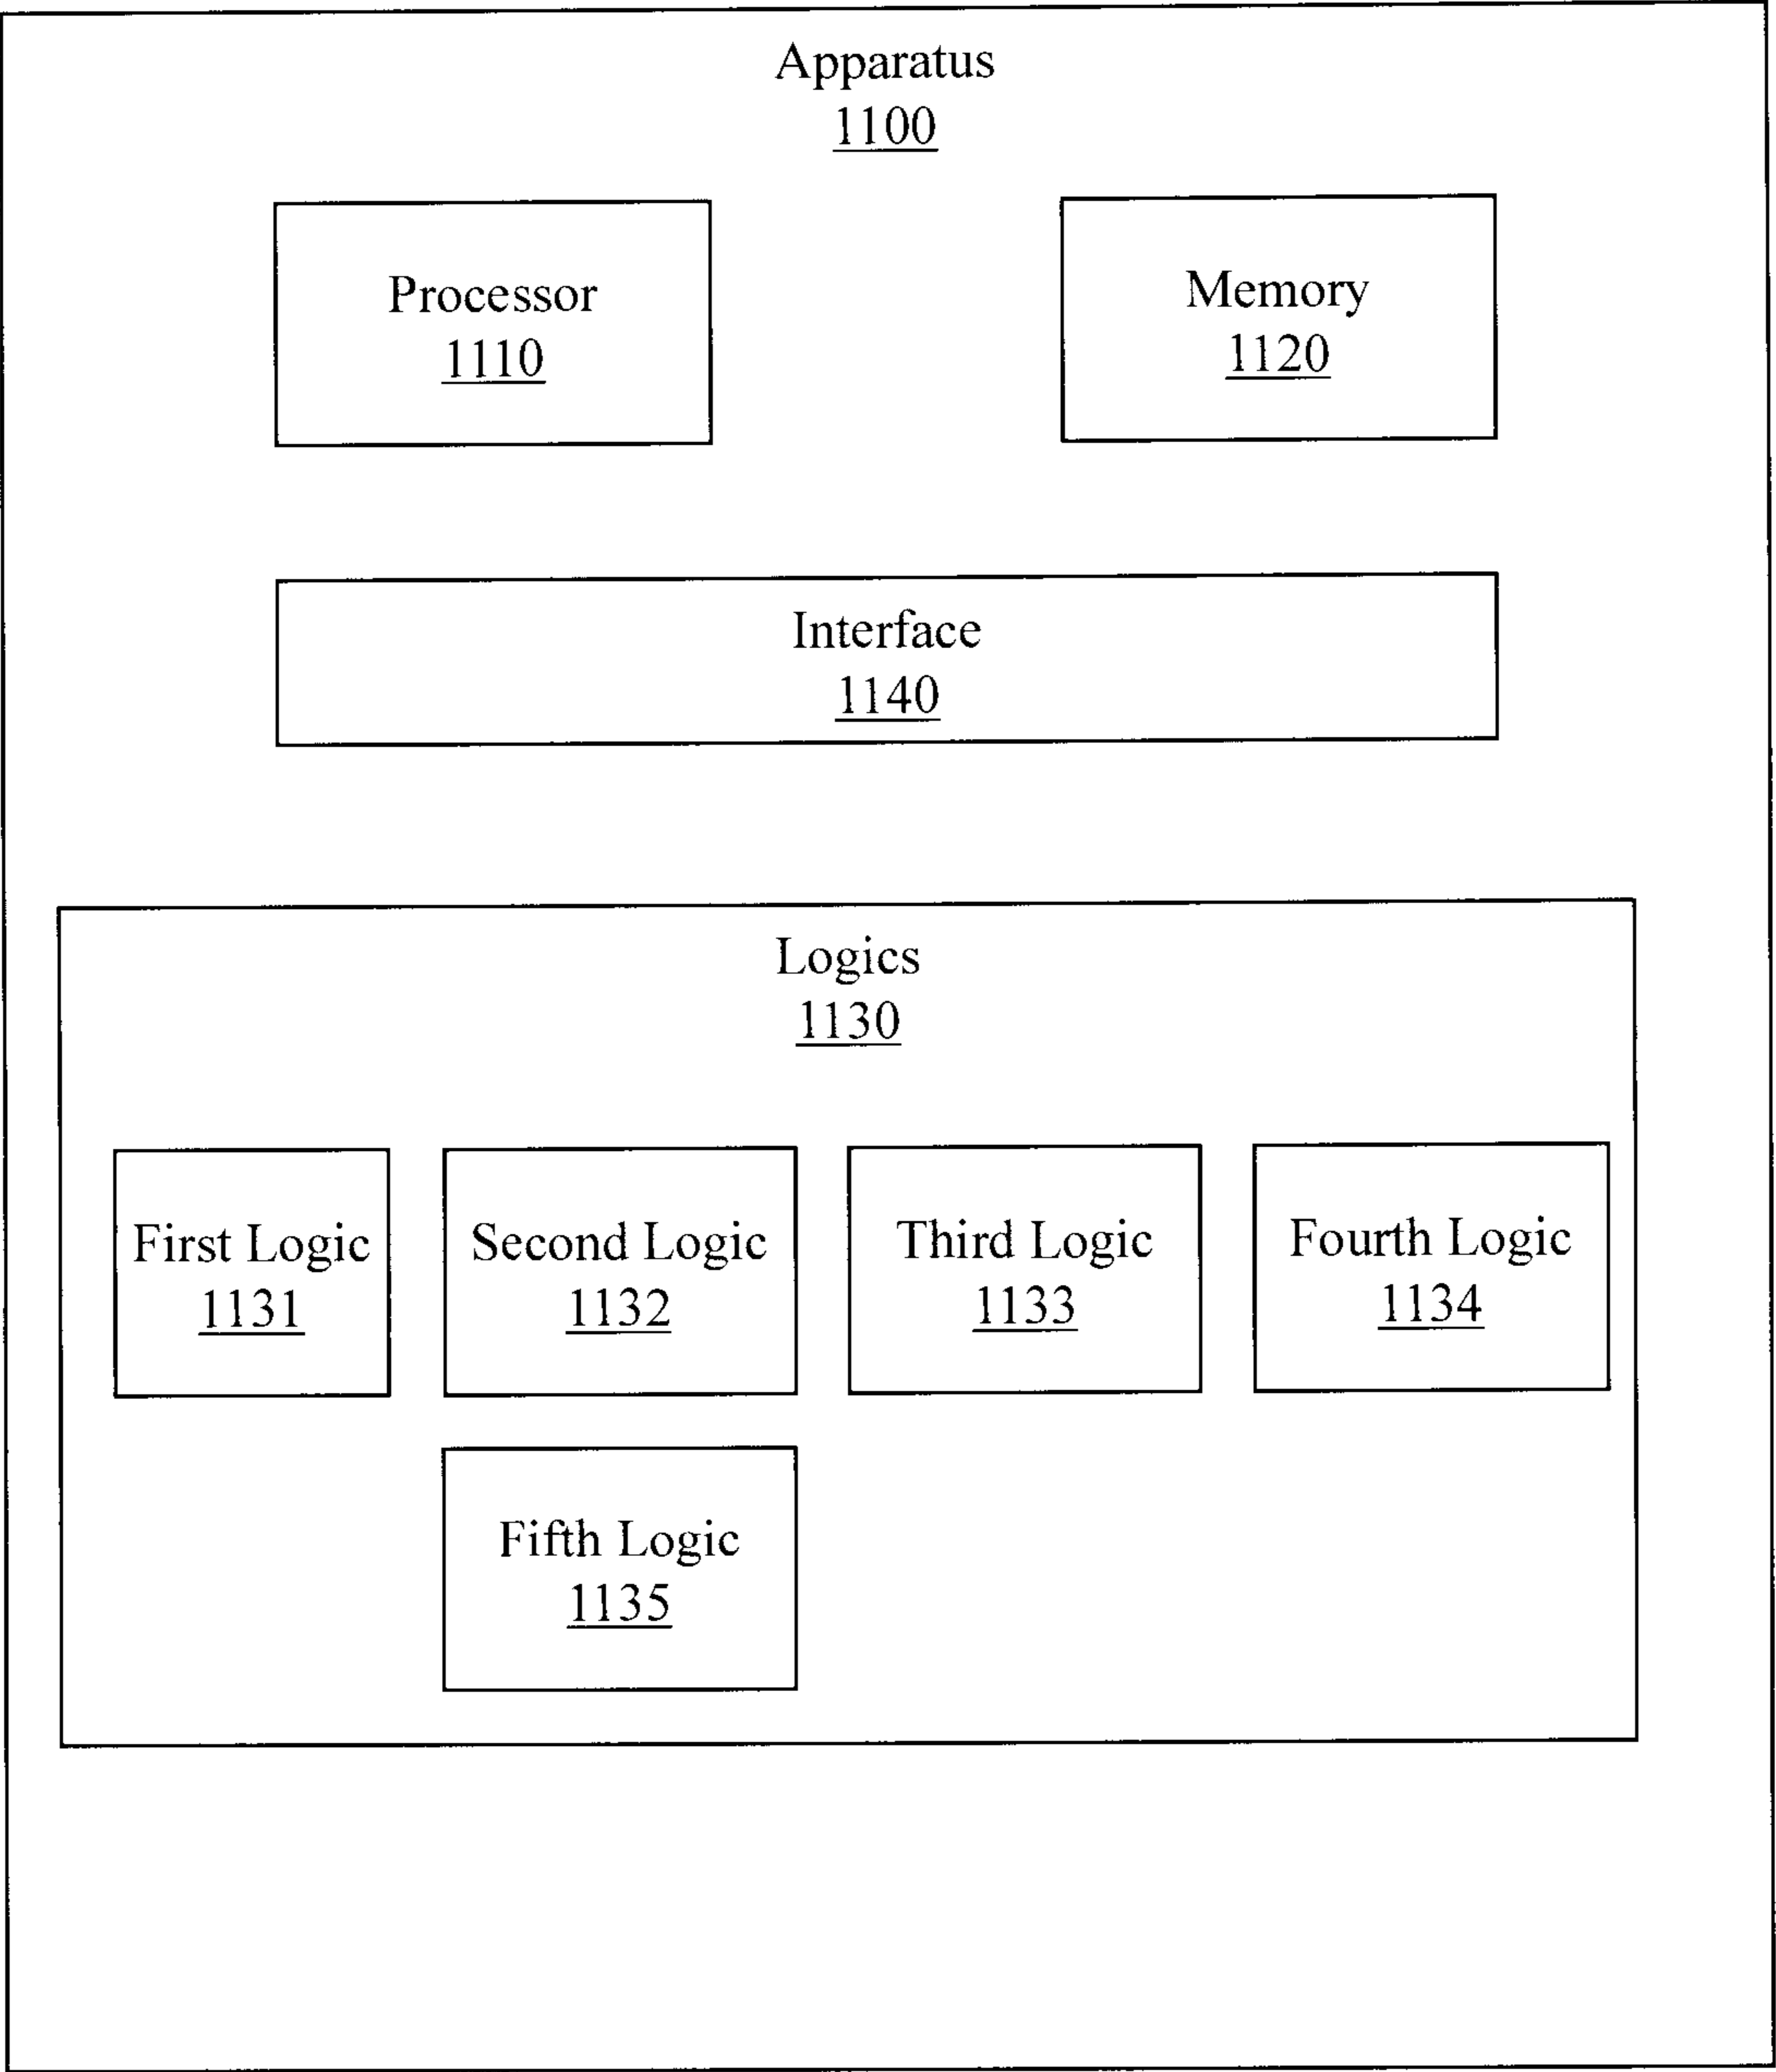 Apparatus
1100
Processor
1110
Memory
1120
Interface
1140
Logics
1130
First Logic
1131
Second Logic
1132
Third Logic
1133
Fourth Logic
1134
Fifth Logic
1135